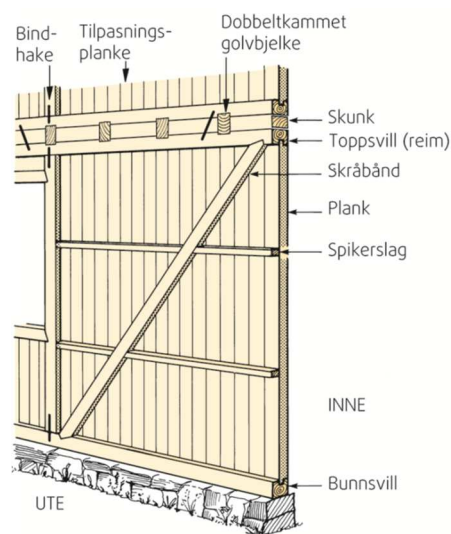 Bind-
hake
Tilpasnings-
planke
Dobbeltkammet
golvbjelke
Skunk
Toppsvill (reim)
Skråbånd
Plank
Spikerslag
INNE
Bunnsvill
UTE